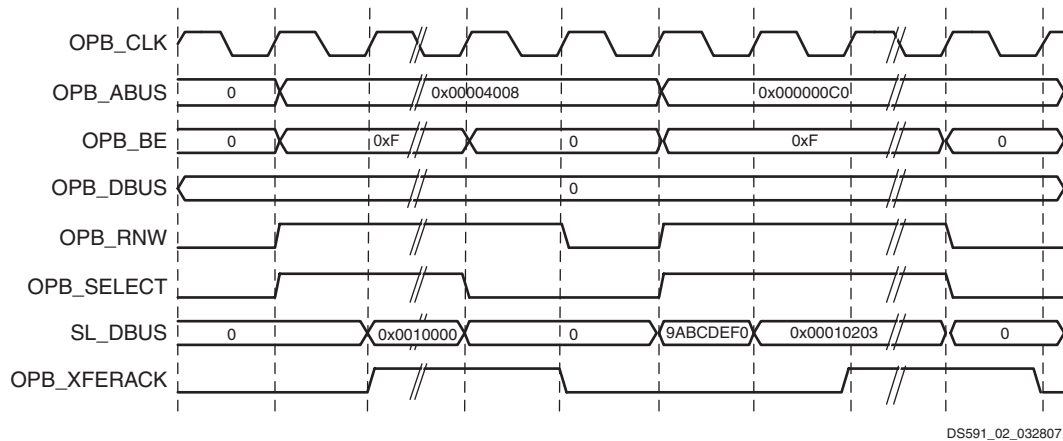 OPB_CLK
OPB_ABUS 0 0x00004008 0x000000C0
OPB_BE 0 0xF 0 0xF 0
OPB_DBUS 0
OPB_RNW
OPB_SELECT
SL_DBUS 0 0x0010000 0 9ABCDEF0 0x00010203 0
OPB_XFERACK
DS591_02_032807